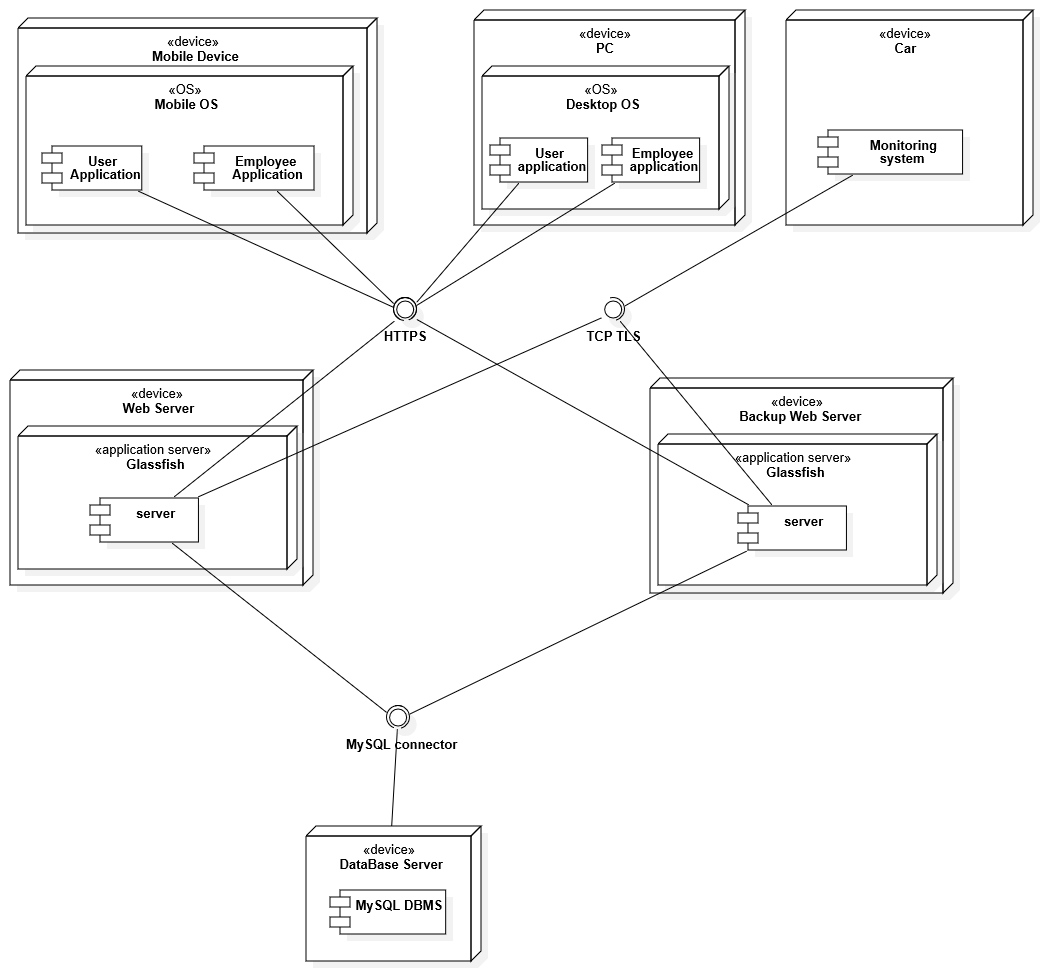 «device»
Mobile Device
«OS»
Mobile OS
User
Application
Employee
Application
«device»
PC
«OS»
Desktop OS
User
application
Employee
application
«device»
Car
Monitoring
system
HTTPS
TCP TLS
«device»
Web Server
«application server»
Glassfish
server
«device»
Backup Web Server
«application server»
Glassfish
server
MySQL connector
«device»
DataBase Server
MySQL DBMS